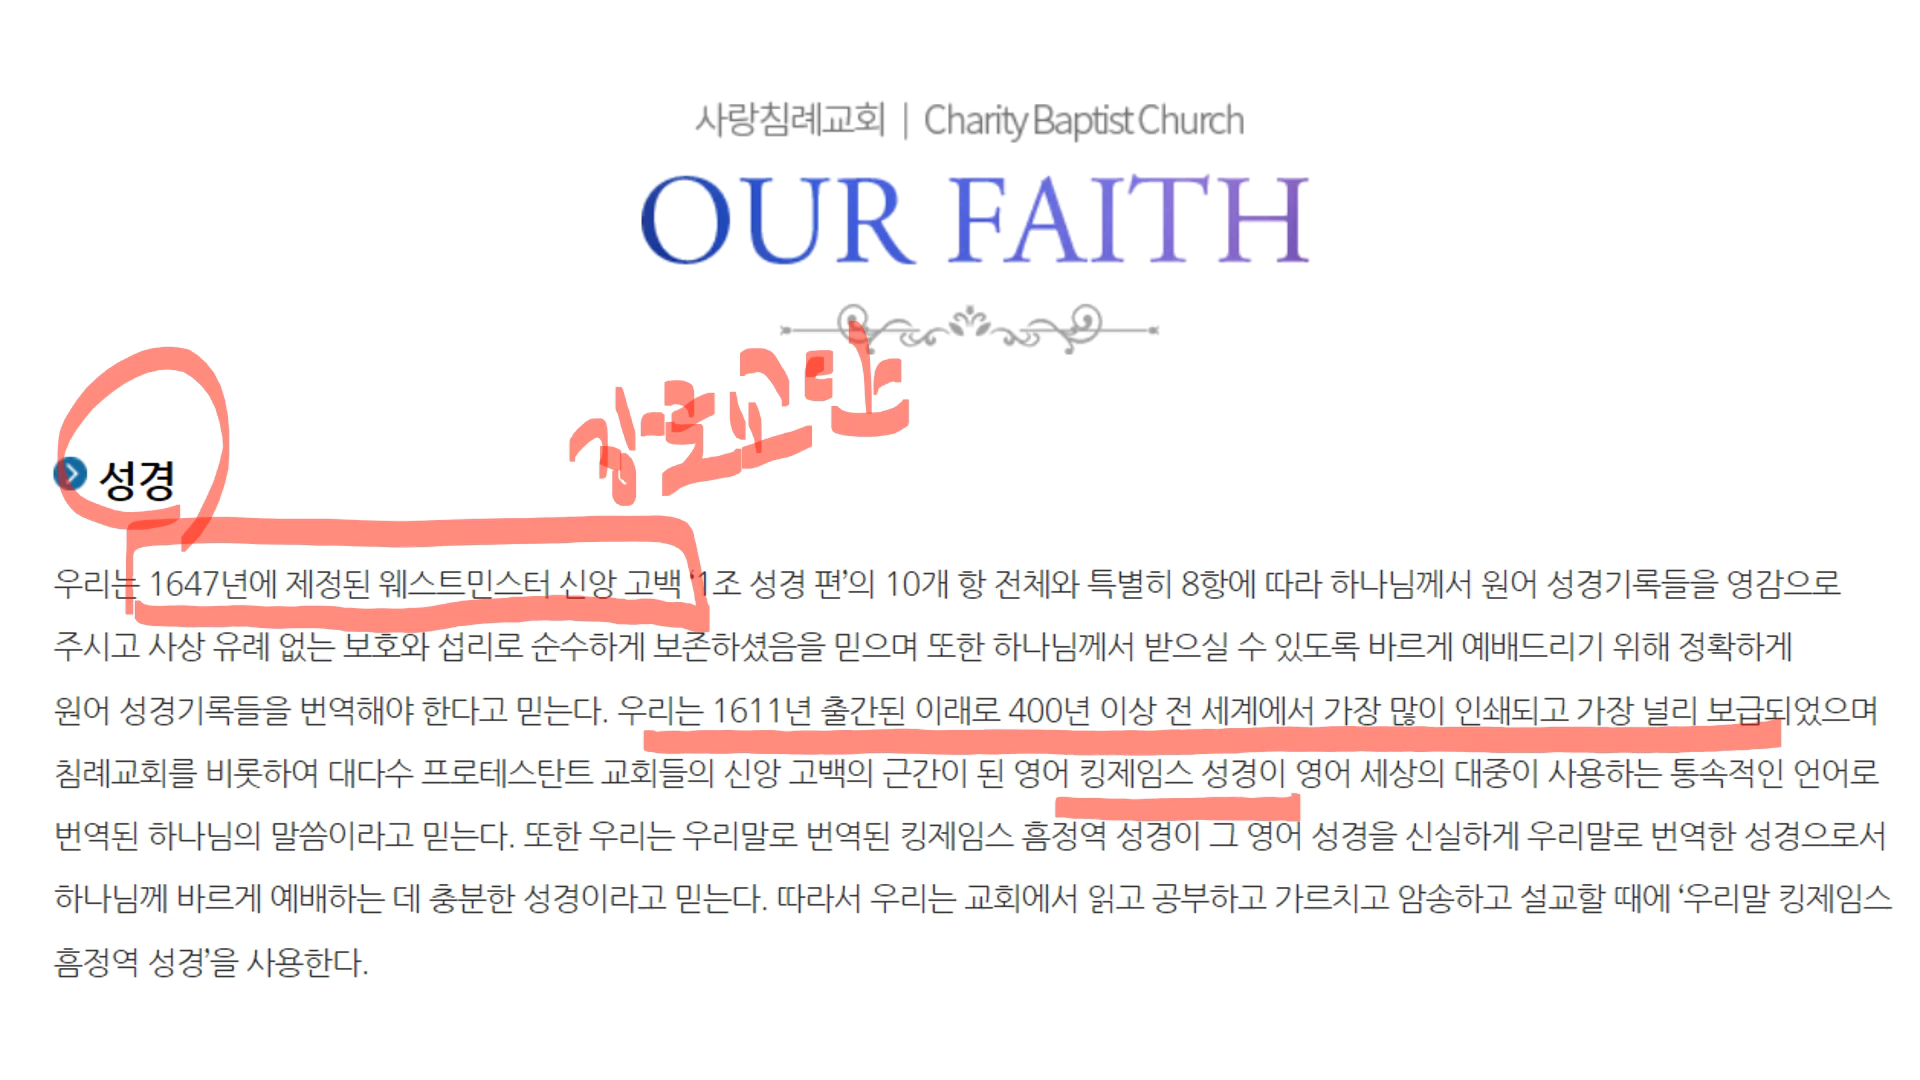 사랑침례교회 | Charity Baptist Church
OUR FAITH
장로교단
성경
우리는 1647년에 제정된 웨스트민스터 신앙 고백 ‘1조 성경 편’의 10개 항 전체와 특별히 8항에 따라 하나님께서 원어 성경기록들을 영감으로
주시고 사상 유례 없는 보호와 섭리로 순수하게 보존하셨음을 믿으며 또한 하나님께서 받으실 수 있도록 바르게 예배드리기 위해 정확하게
원어 성경기록들을 번역해야 한다고 믿는다. 우리는 1611년 출간된 이래로 400년 이상 전 세계에서 가장 많이 인쇄되고 가장 널리 보급되었으며
침례교회를 비롯하여 대다수 프로테스탄트 교회들의 신앙 고백의 근간이 된 영어 킹제임스 성경이 영어 세상의 대중이 사용하는 통속적인 언어로
번역된 하나님의 말씀이라고 믿는다. 또한 우리는 우리말로 번역된 킹제임스 흠정역 성경이 그 영어 성경을 신실하게 우리말로 번역한 성경으로서
하나님께 바르게 예배하는 데 충분한 성경이라고 믿는다. 따라서 우리는 교회에서 읽고 공부하고 가르치고 암송하고 설교할 때에 ‘우리말 킹제임스
흠정역 성경’을 사용한다.